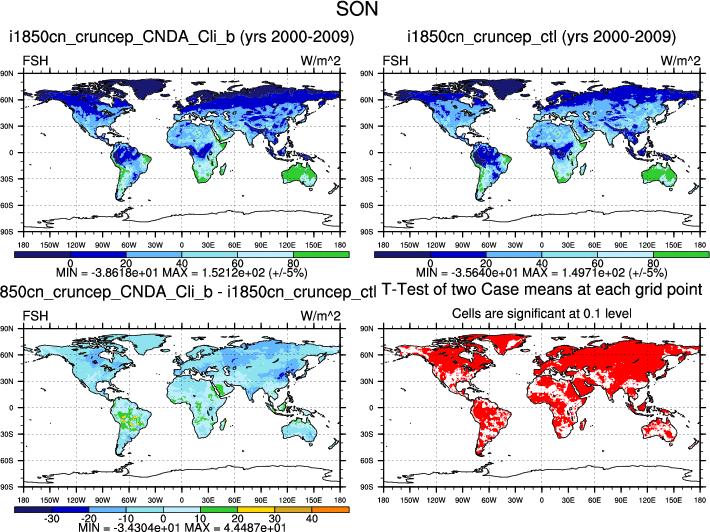 SON
i1850cn_cruncep_CNDA_Cli_b (yrs 2000-2009)
i1850cn_cruncep_ctl (yrs 2000-2009)
FSH W/m^2
FSH W/m^2
90N 90N
60N 60N
30N 30N
0 0
30S 30S
60S 60S
90S 90S
180 150W 120W 90W 60W 30W 0 30E 60E 90E 120E 150E 180
180 150W 120W 90W 60W 30W 0 30E 60E 90E 120E 150E 180
0 20 40 60 80
0 20 40 60 80
MIN = -3.8618e+01 MAX = 1.5212e+02 (+/-5%)
MIN = -3.5640e+01 MAX = 1.4971e+02 (+/-5%)
850cn_cruncep_CNDA_Cli_b - i1850cn_cruncep_ctl
T-Test of two Case means at each grid point
FSH W/m^2
Cells are significant at 0.1 level
90N 90N
60N 60N
30N 30N
0 0
30S 30S
60S 60S
90S 90S
180 150W 120W 90W 60W 30W 0 30E 60E 90E 120E 150E 180
180 150W 120W 90W 60W 30W 0 30E 60E 90E 120E 150E 180
-30 -20 -10 0 10 20 30 40
MIN = -3.4304e+01 MAX = 4.4487e+01